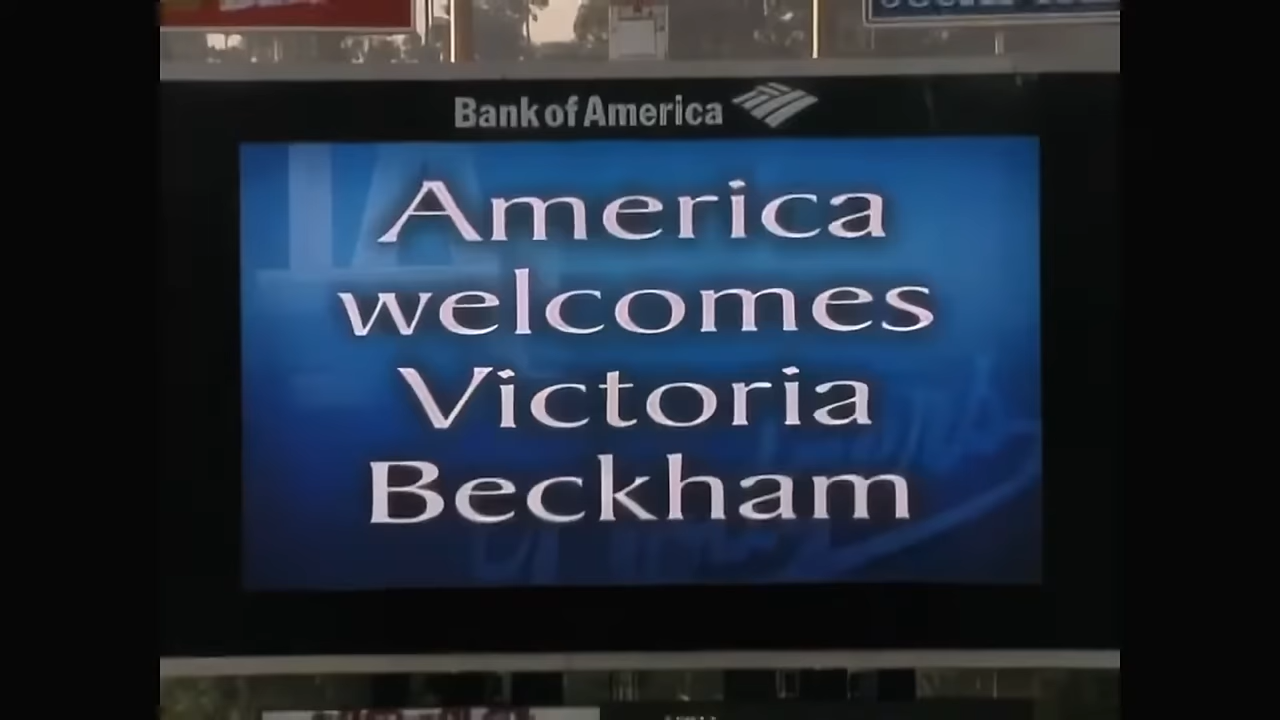 Bank of America
America
welcomes
Victoria
Beckham